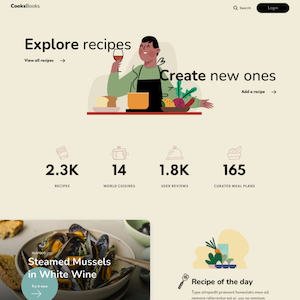 CooksBooks
Search
Login
Explore recipes
View all recipes
Create new ones
Add a recipe
2.3K
14
1.8K
165
RECIPES
WORLD CUISINES
USER REVIEWS
CURATED MEAL PLANS
Steamed Mussels
in White Wine
Try it now
Recipe of the day